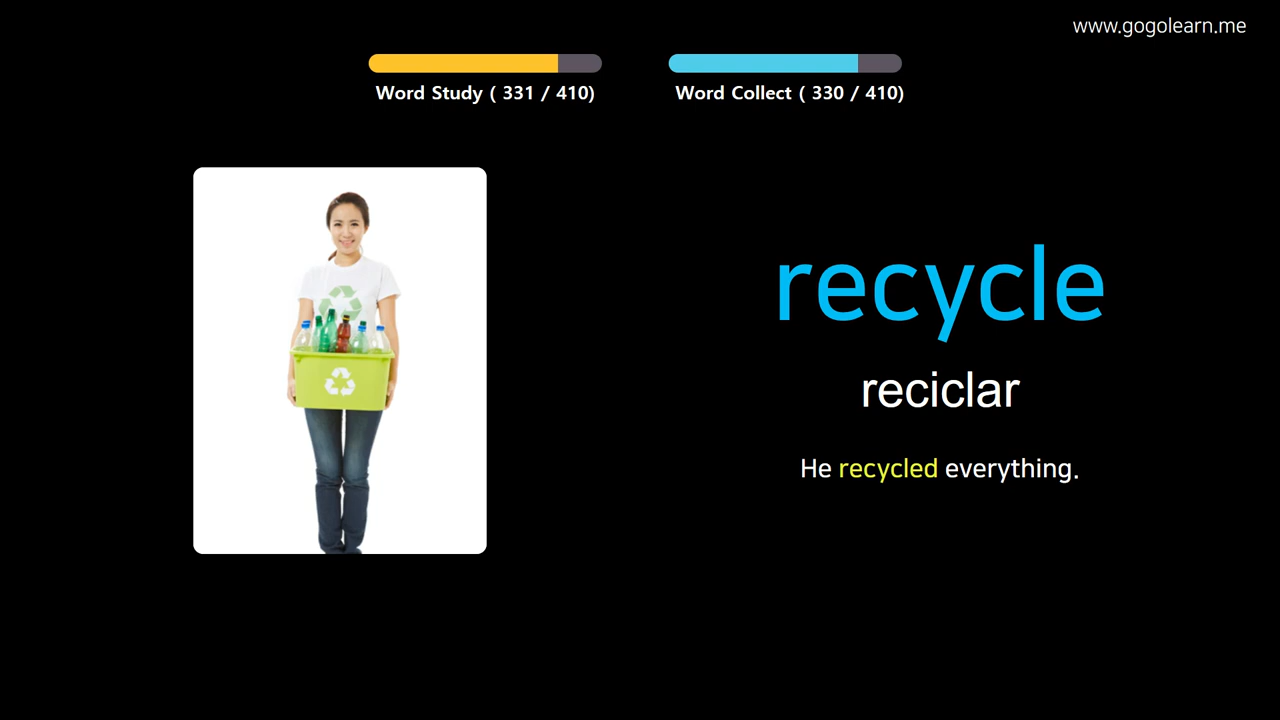 www.gogolearn.me
Word Study ( 331 / 410)
Word Collect ( 330 / 410)
recycle
reciclar
He recycled everything.